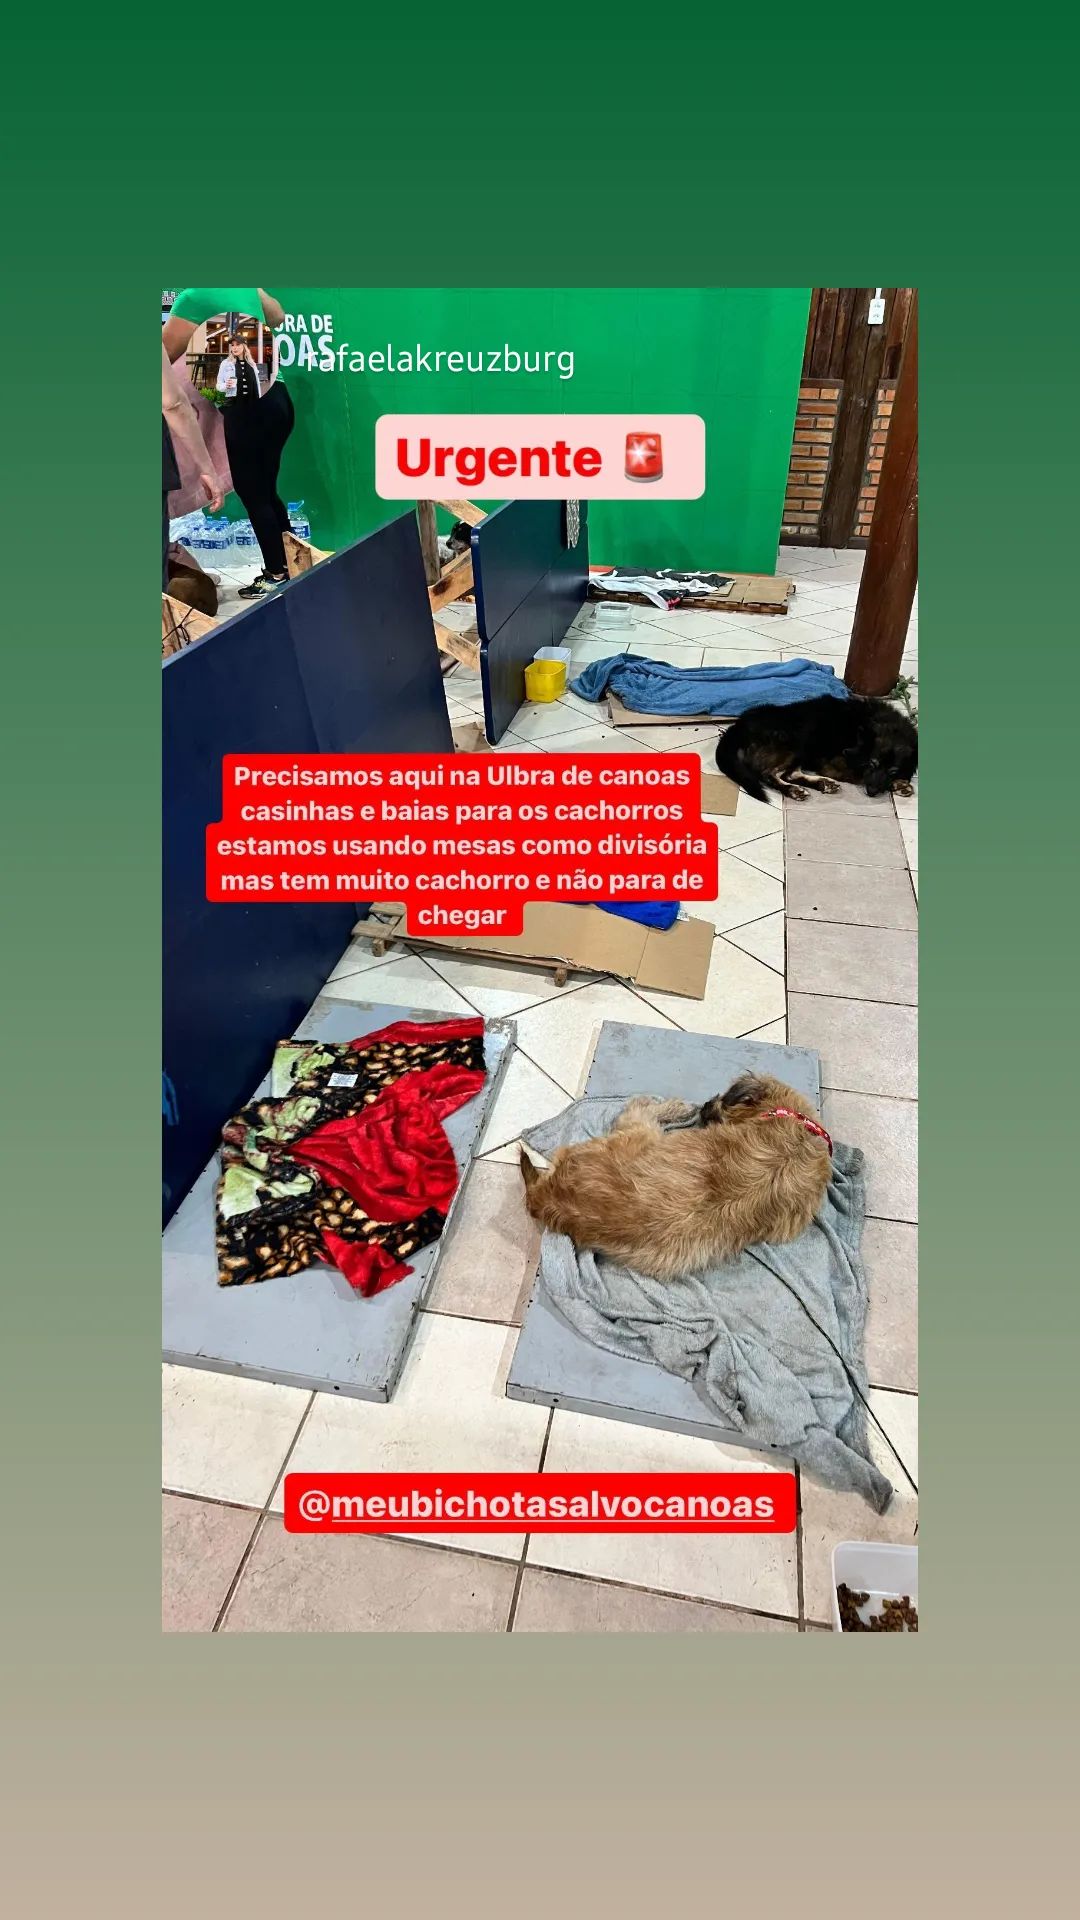 RA DE
OAS
rafaelakreuzburg
Urgente
Precisamos aqui na Ulbra de canoas
casinhas e baias para os cachorros
estamos usando mesas como divisória
mas tem muito cachorro e não para de
chegar
@meubichotasalvocanoas